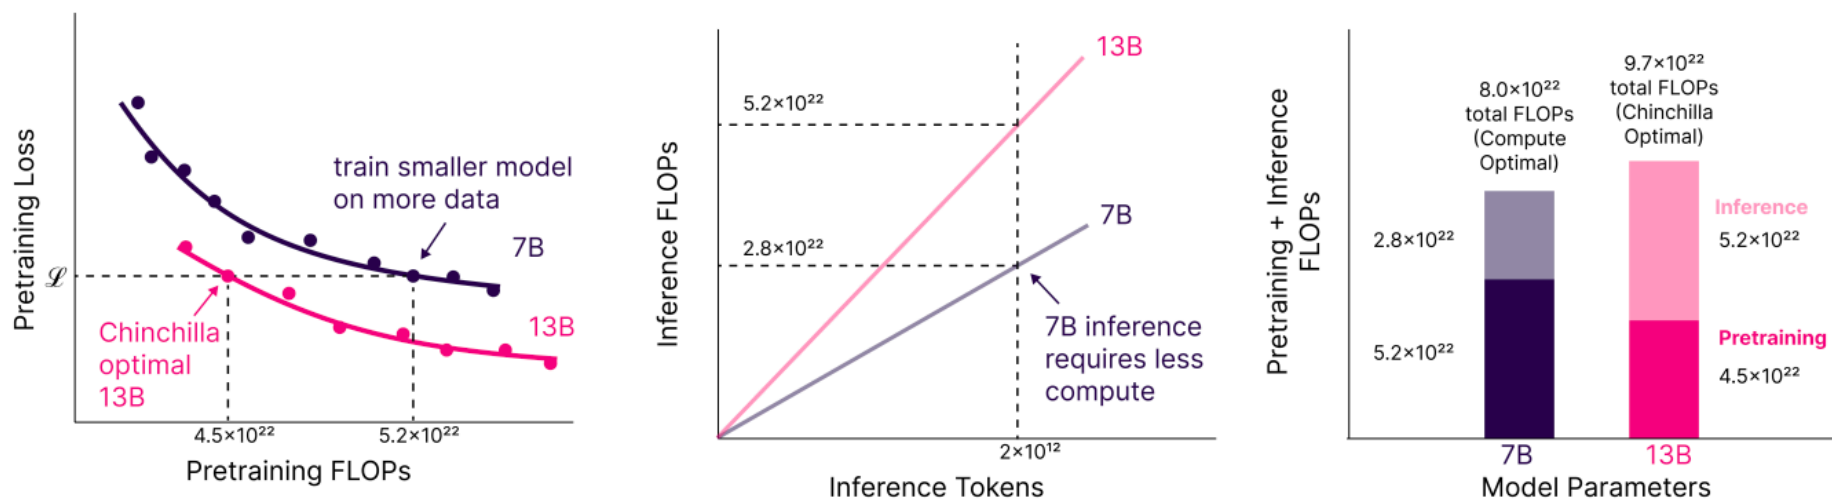 Pretraining Loss
ℒ
train smaller model
on more data
7B
13B
Chinchilla
optimal
13B
4.5×10²²
5.2×10²²
Pretraining FLOPs
Inference FLOPs
5.2×10²²
2.8×10²²
13B
7B
7B inference
requires less
compute
2×10¹²
Inference Tokens
Pretraining + Inference
FLOPs
8.0×10²²
total FLOPs
(Compute
Optimal)
9.7×10²²
total FLOPs
(Chinchilla
Optimal)
2.8×10²²
5.2×10²²
Inference
5.2×10²²
Pretraining
4.5×10²²
7B
13B
Model Parameters